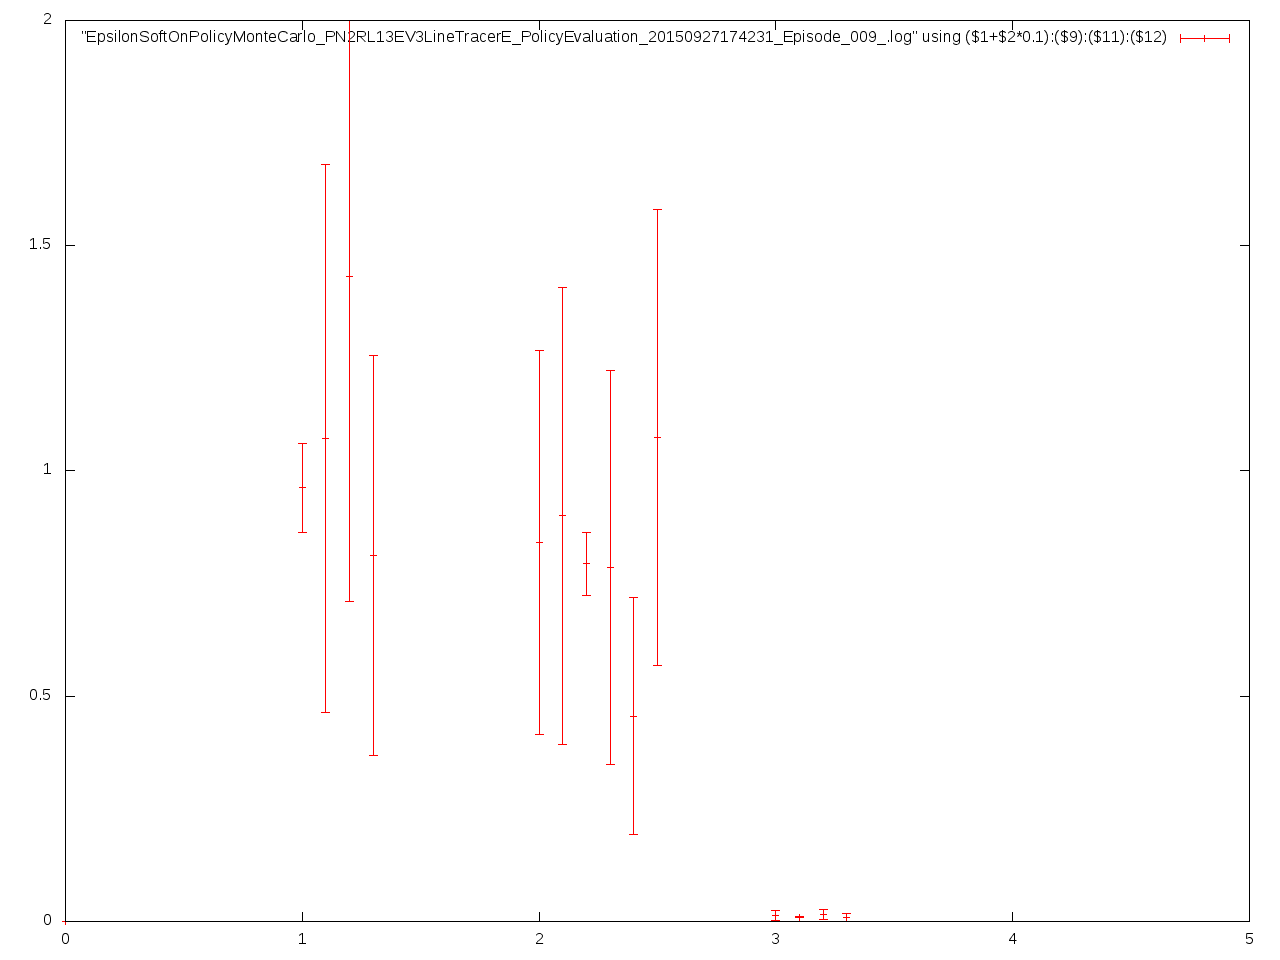 2
"EpsilonSoftOnPolicyMonteCarlo_PN2RL13EV3LineTracerE_PolicyEvaluation_20150927174231_Episode_009_.log" using ($1+$2*0.1):($9):($11):($12)
1.5
1
0.5
0
0 1 2 3 4 5